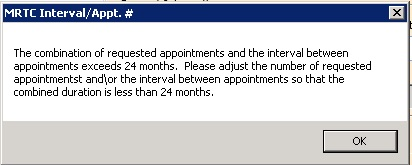 MRTC Interval/Appt. #
The combination of requested appointments and the interval between
appointments exceeds 24 months.  Please adjust the number of requested
appointmentst and\or the interval between appointments so that the
combined duration is less than 24 months.
OK